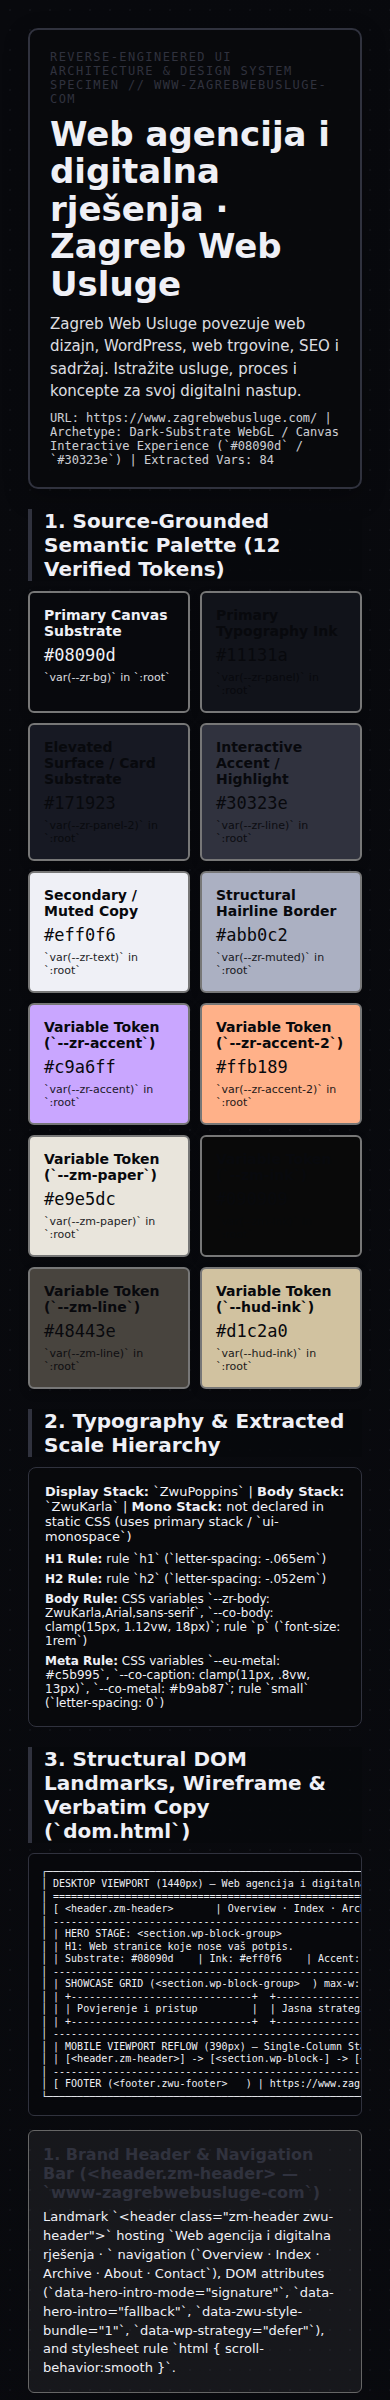 REVERSE-ENGINEERED UI
ARCHITECTURE & DESIGN SYSTEM
SPECIMEN // WWW-ZAGREBWEBUSLUGE-
COM
Web agencija i
digitalna
rješenja ·
Zagreb Web
Usluge
Zagreb Web Usluge povezuje web
dizajn, WordPress, web trgovine, SEO i
sadržaj. Istražite usluge, proces i
koncepte za svoj digitalni nastup.
URL: https://www.zagrebwebusluge.com/ |
Archetype: Dark-Substrate WebGL / Canvas
Interactive Experience (`#08090d` /
`#30323e`) | Extracted Vars: 84
1. Source-Grounded
Semantic Palette (12
Verified Tokens)
Primary Canvas
Substrate
#08090d
`var(--zr-bg)` in `:root`
Primary
Typography Ink
#11131a
`var(--zr-panel)` in
`:root`
Elevated
Surface / Card
Substrate
#171923
`var(--zr-panel-2)` in
`:root`
Interactive
Accent /
Highlight
#30323e
`var(--zr-line)` in
`:root`
Secondary /
Muted Copy
#eff0f6
`var(--zr-text)` in
`:root`
Structural
Hairline Border
#abb0c2
`var(--zr-muted)` in
`:root`
Variable Token
(`--zr-accent`)
#c9a6ff
`var(--zr-accent)` in
`:root`
Variable Token
(`--zr-accent-2`)
#ffb189
`var(--zr-accent-2)` in
`:root`
Variable Token
(`--zm-paper`)
#e9e5dc
`var(--zm-paper)` in
`:root`
Variable Token
(`--zm-line`)
#48443e
`var(--zm-line)` in
`:root`
Variable Token
(`--hud-ink`)
#d1c2a0
`var(--hud-ink)` in
`:root`
2. Typography & Extracted
Scale Hierarchy
Display Stack: `ZwuPoppins` | Body Stack:
`ZwuKarla` | Mono Stack: not declared in
static CSS (uses primary stack / `ui-
monospace`)
H1 Rule: rule `h1` (`letter-spacing: -.065em`)
H2 Rule: rule `h2` (`letter-spacing: -.052em`)
Body Rule: CSS variables `--zr-body:
ZwuKarla,Arial,sans-serif`, `--co-body:
clamp(15px, 1.12vw, 18px)`; rule `p` (`font-size:
1rem`)
Meta Rule: CSS variables `--eu-metal:
#c5b995`, `--co-caption: clamp(11px, .8vw,
13px)`, `--co-metal: #b9ab87`; rule `small`
(`letter-spacing: 0`)
3. Structural DOM
Landmarks, Wireframe &
Verbatim Copy
(`dom.html`)
DESKTOP VIEWPORT (1440px) — Web agencija i digitaln
[ <header.zm-header> | Overview · Index · Arc
| HERO STAGE: <section.wp-block-group>
| H1: Web stranice koje nose vaš potpis.
| Substrate: #08090d | Ink: #eff0f6 | Accent:
| SHOWCASE GRID (<section.wp-block-group> ) max-w:
| | Povjerenje i pristup | | Jasna strateg
| MOBILE VIEWPORT REFLOW (390px) — Single-Column St
| [<header.zm-header>] -> [<section.wp-block-] -> [
[ FOOTER (<footer.zwu-footer> ) | https://www.zag
1. Brand Header & Navigation
Bar (<header.zm-header> —
`www-zagrebwebusluge-com`)
Landmark `<header class="zm-header zwu-
header">` hosting `Web agencija i digitalna
rješenja · ` navigation (`Overview · Index ·
Archive · About · Contact`), DOM attributes
(`data-hero-intro-mode="signature"`, `data-
hero-intro="fallback"`, `data-zwu-style-
bundle="1"`, `data-wp-strategy="defer"`),
and stylesheet rule `html { scroll-
behavior:smooth }`.